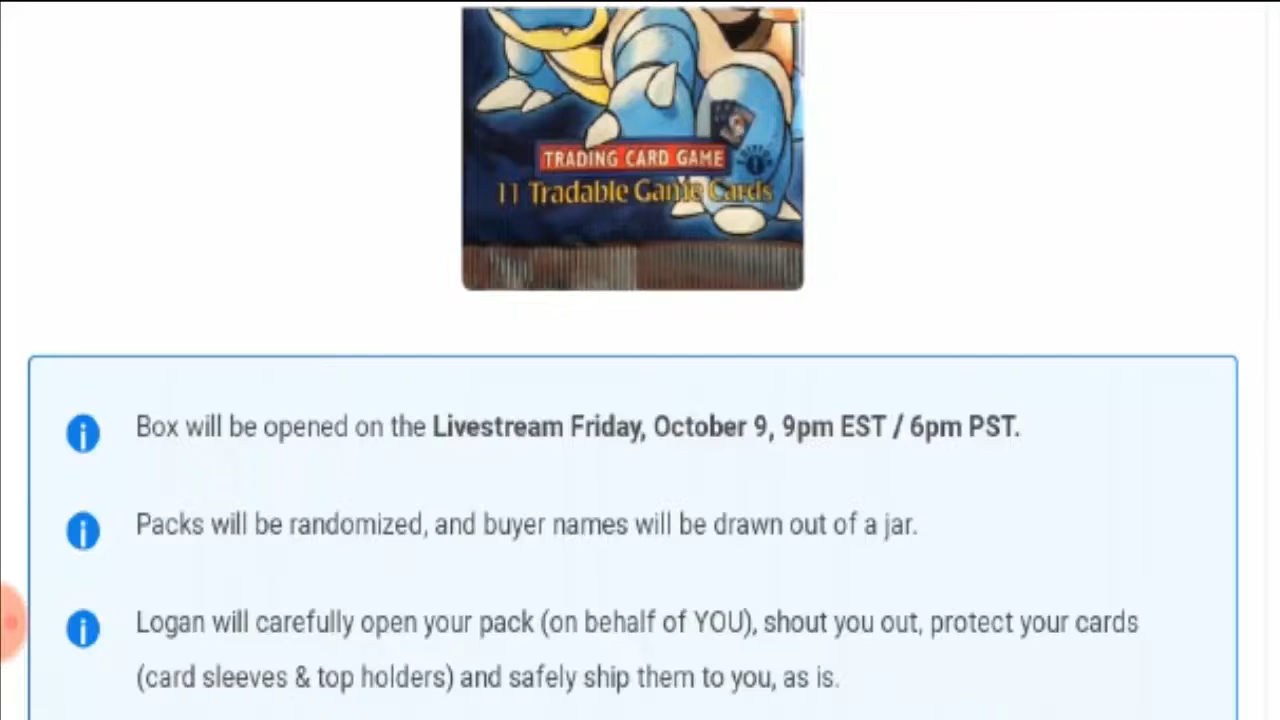 TRADING CARD GAME
EDITION
1
11 Tradable Game Cards
Box will be opened on the Livestream Friday, October 9, 9pm EST / 6pm PST.
Packs will be randomized, and buyer names will be drawn out of a jar.
Logan will carefully open your pack (on behalf of YOU), shout you out, protect your cards
(card sleeves & top holders) and safely ship them to you, as is.